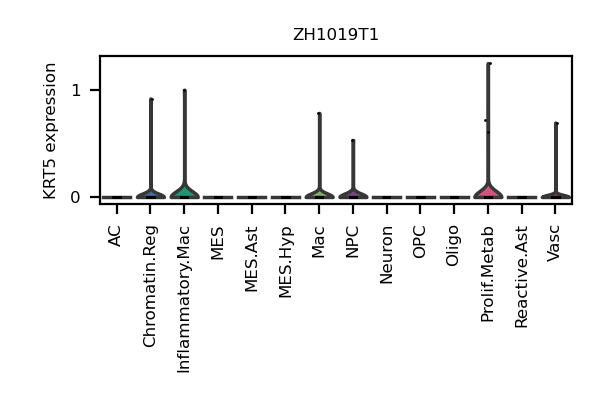 ZH1019T1
KRT5 expression
1
0
AC
Chromatin.Reg
Inflammatory.Mac
MES
MES.Ast
MES.Hyp
Mac
NPC
Neuron
OPC
Oligo
Prolif.Metab
Reactive.Ast
Vasc